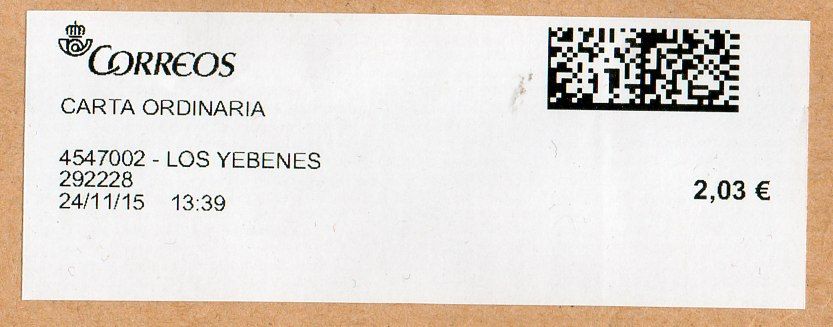 CORREOS
CARTA ORDINARIA
4547002 - LOS YEBENES
292228
24/11/15 13:39
2,03 €